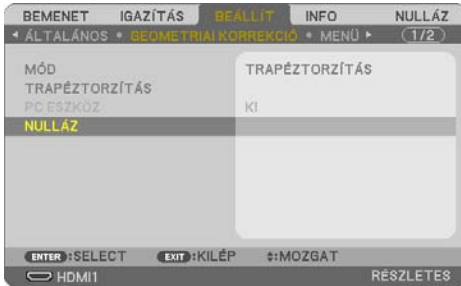 BEMENET IGAZÍTÁS BEÁLLÍT INFO NULLÁZ
ÁLTALÁNOS • GEOMETRIAI KORREKCIÓ • MENÜ (1/2)
MÓD TRAPÉZTORZÍTÁS
TRAPÉZTORZÍTÁS
PC ESZKÖZ KI
NULLÁZ
ENTER :SELECT EXIT :KILÉP :MOZGAT
HDMI1 RÉSZLETES